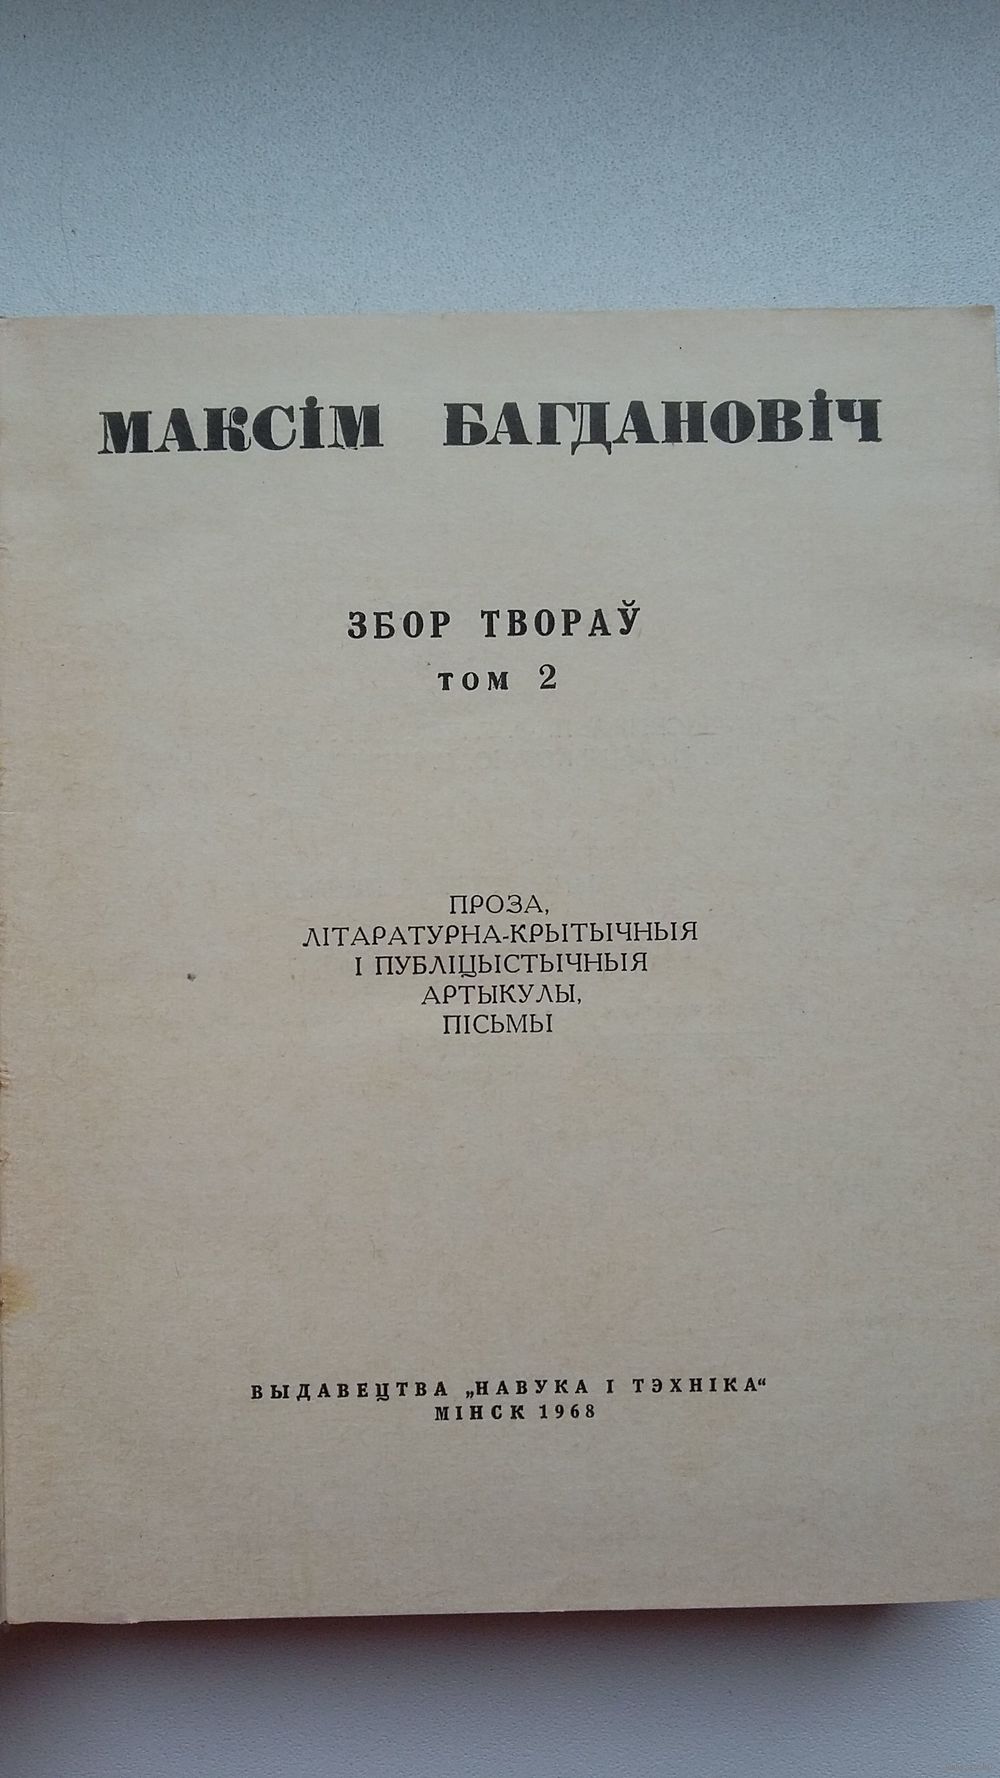 МАКСІМ БАГДАНОВІЧ
ЗБОР ТВОРАЎ
ТОМ 2
ПРОЗА,
ЛІТАРАТУРНА-КРЫТЫЧНЫЯ
І ПУБЛІЦЫСТЫЧНЫЯ
АРТЫКУЛЫ,
ПІСЬМЫ
ВЫДАВЕЦТВА „НАВУКА І ТЭХНІКА“
МІНСК 1968